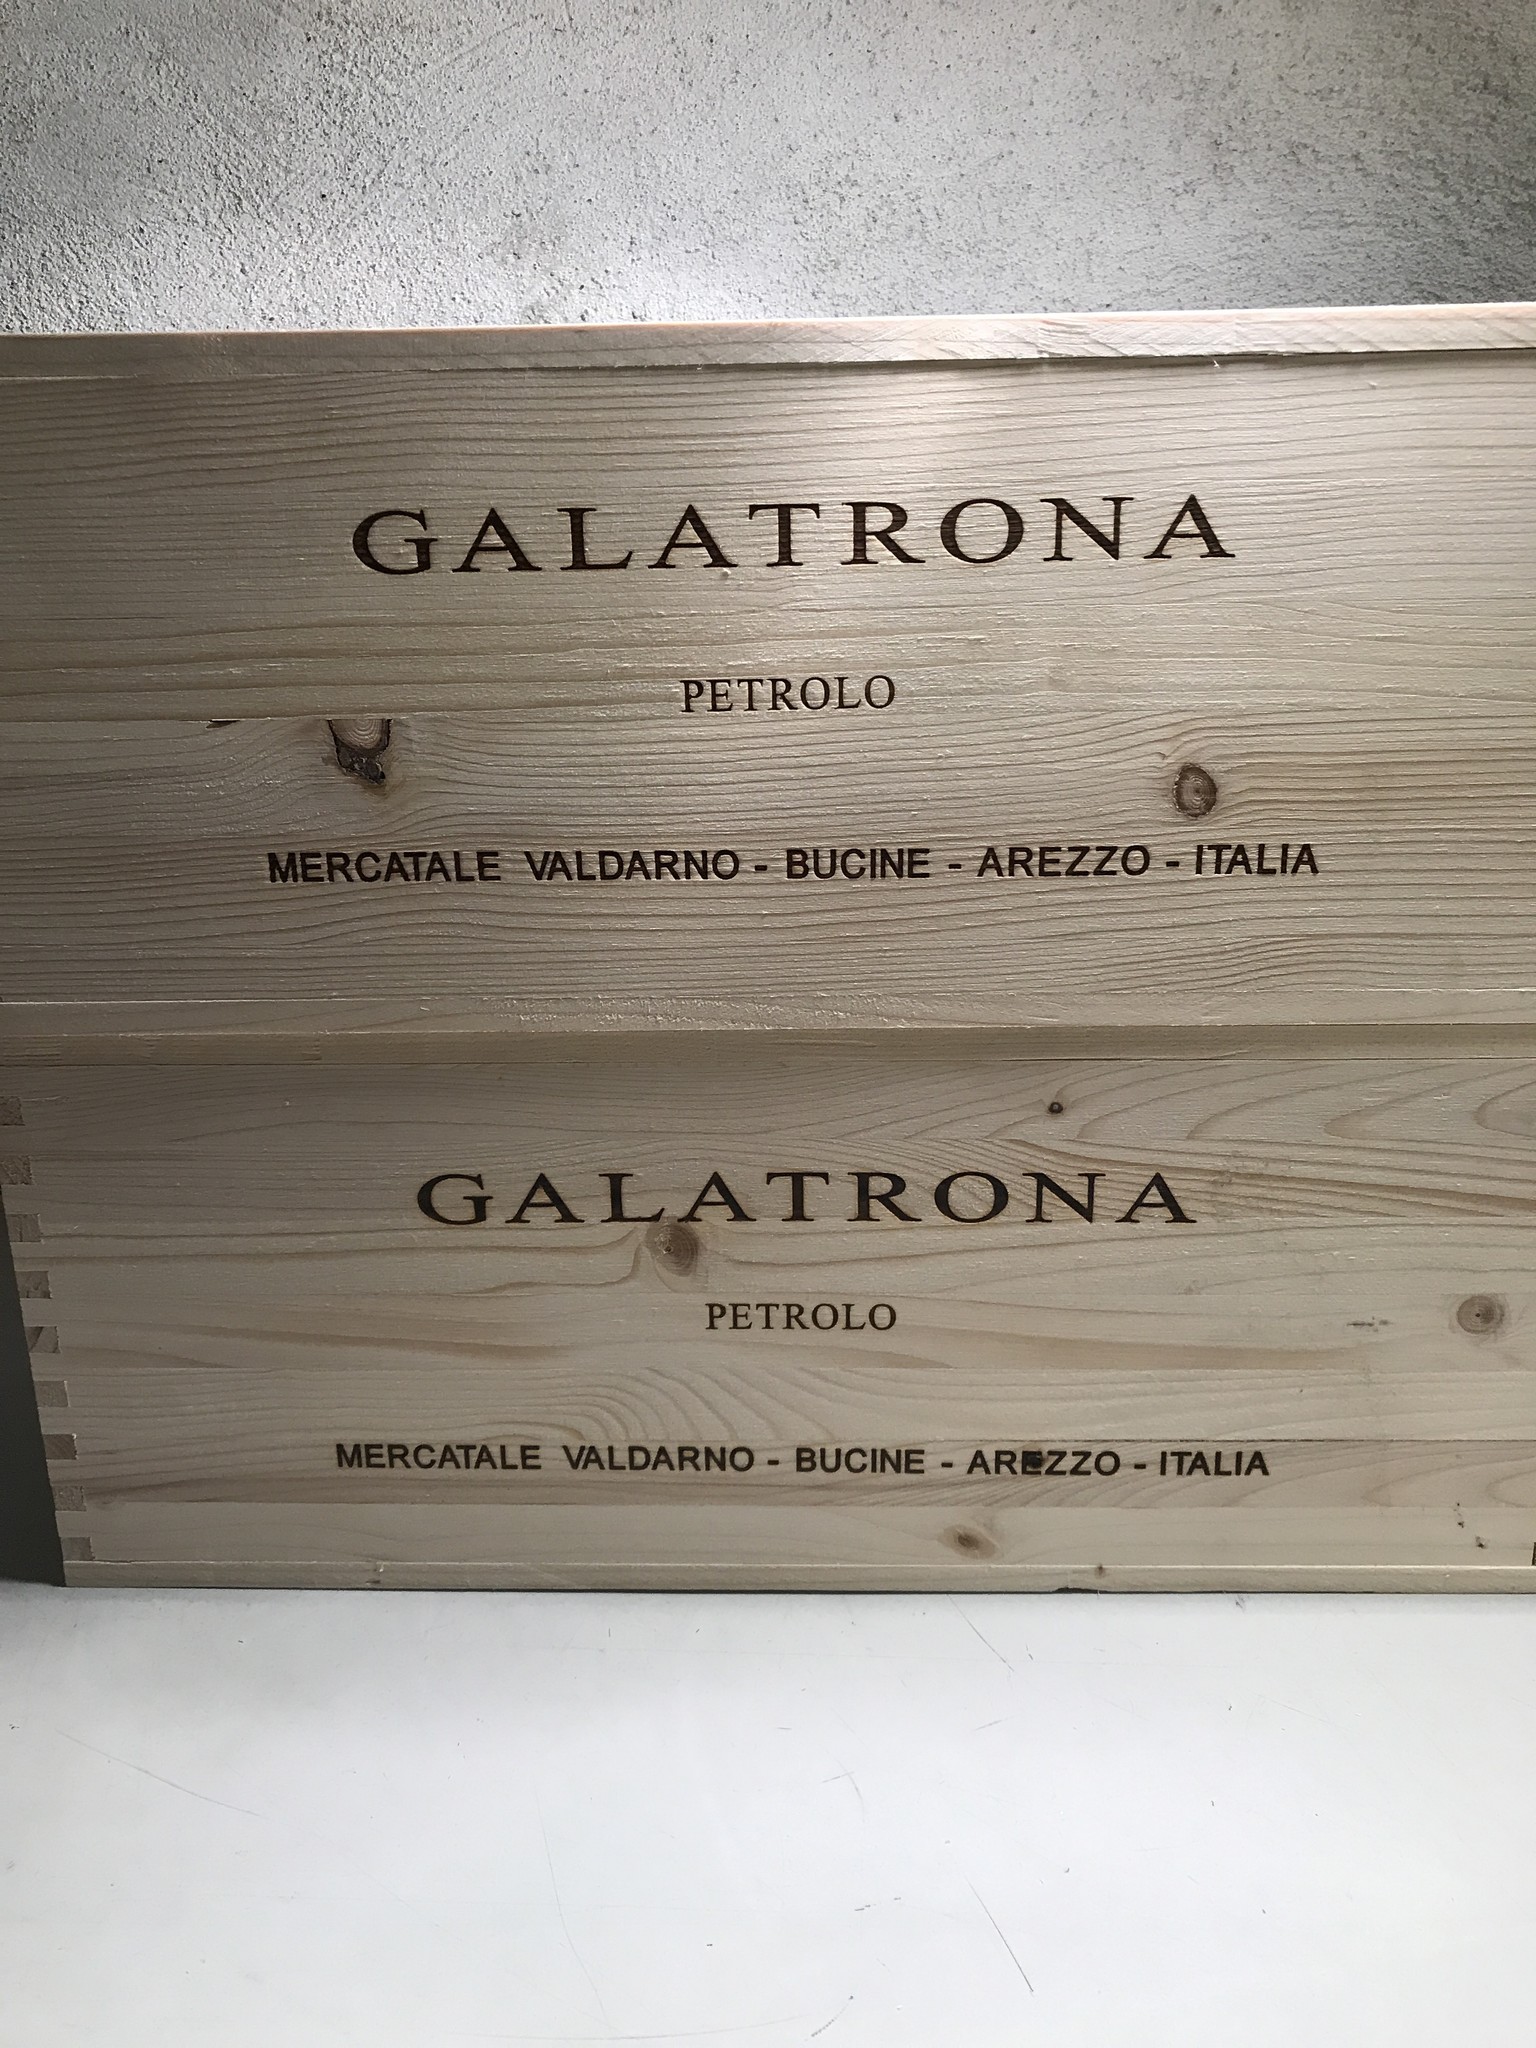 GALATRONA
PETROLO
MERCATALE VALDARNO - BUCINE - AREZZO - ITALIA
GALATRONA
PETROLO
MERCATALE VALDARNO - BUCINE - AREZZO - ITALIA